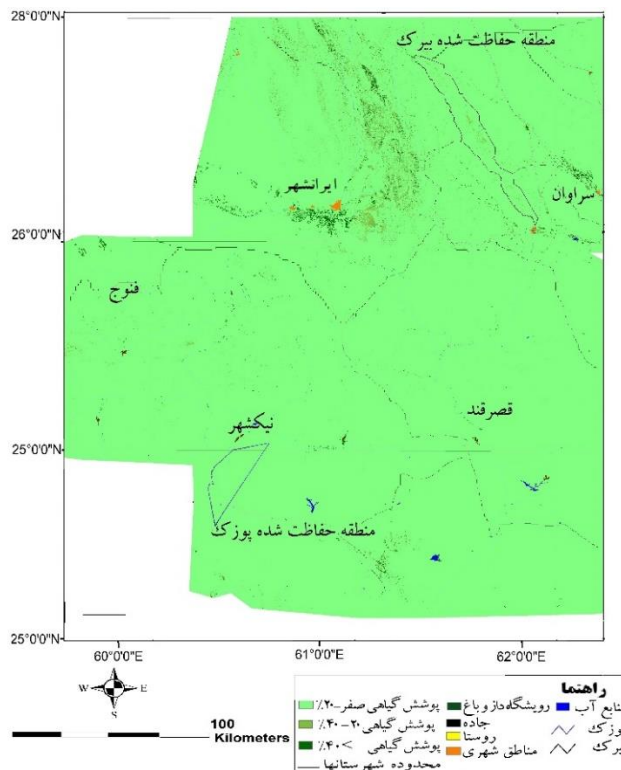 28°0'0"N
منطقه حفاظت شده بیرک
ایرانشهر
سراوان
26°0'0"N
فنوج
نیکشهر
قصرقند
25°0'0"N
منطقه حفاظت شده پوزک
25°0'0"N
60°0'0"E
61°0'0"E
62°0'0"E
N
W
E
S
100
Kilometers
راهنما
پوشش گیاهی صفر-۲۰٪
پوشش گیاهی ۲۰-۴۰٪
پوشش گیاهی >۴۰٪
محدوده شهرستانها
رویشگاه داز و باغ
جاده
روستا
مناطق شهری
منابع آب